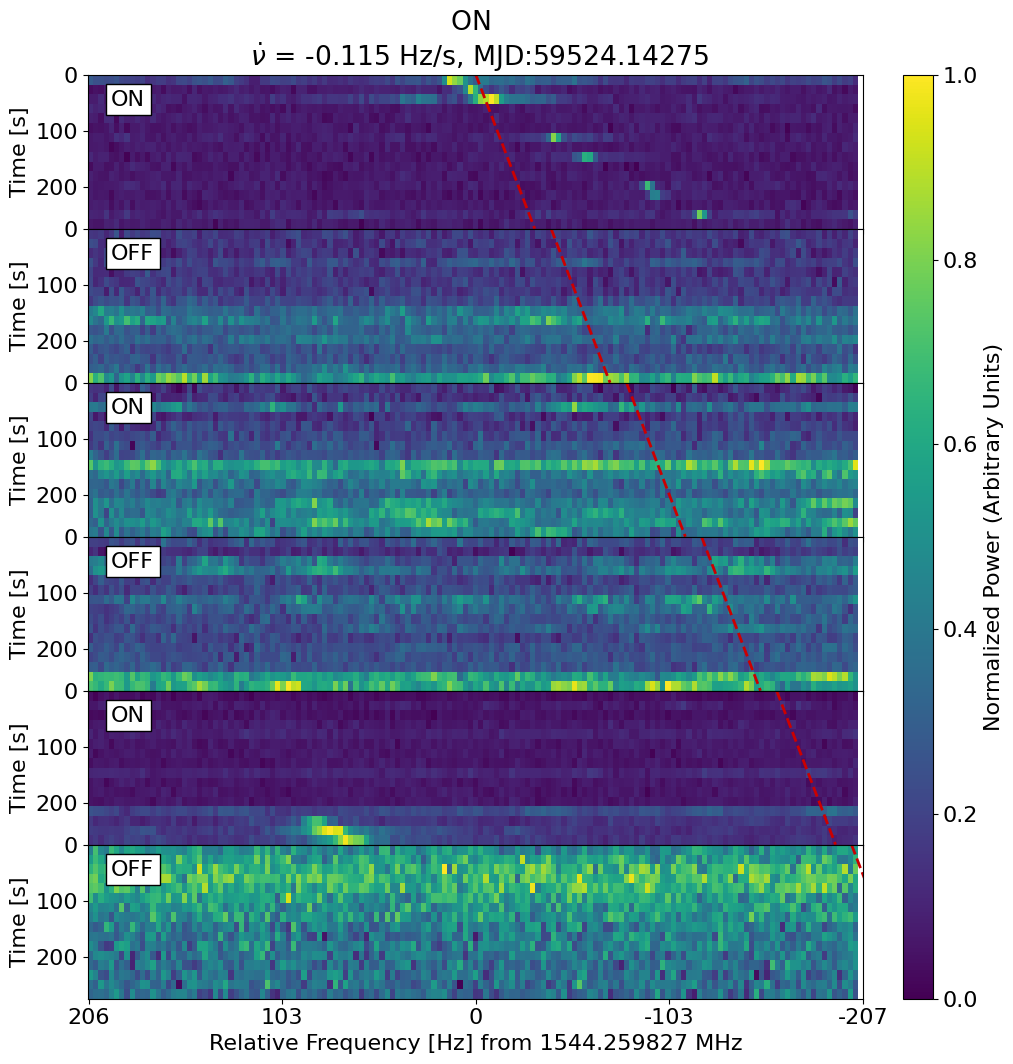 ON
ν̇ = -0.115 Hz/s, MJD:59524.14275
0
ON
100
200
Time [s]
0
OFF
100
200
Time [s]
0
ON
100
200
Time [s]
0
OFF
100
200
Time [s]
0
ON
100
200
Time [s]
0
OFF
100
200
Time [s]
206 103 0 -103 -207
Relative Frequency [Hz] from 1544.259827 MHz
1.0
0.8
0.6
0.4
0.2
0.0
Normalized Power (Arbitrary Units)